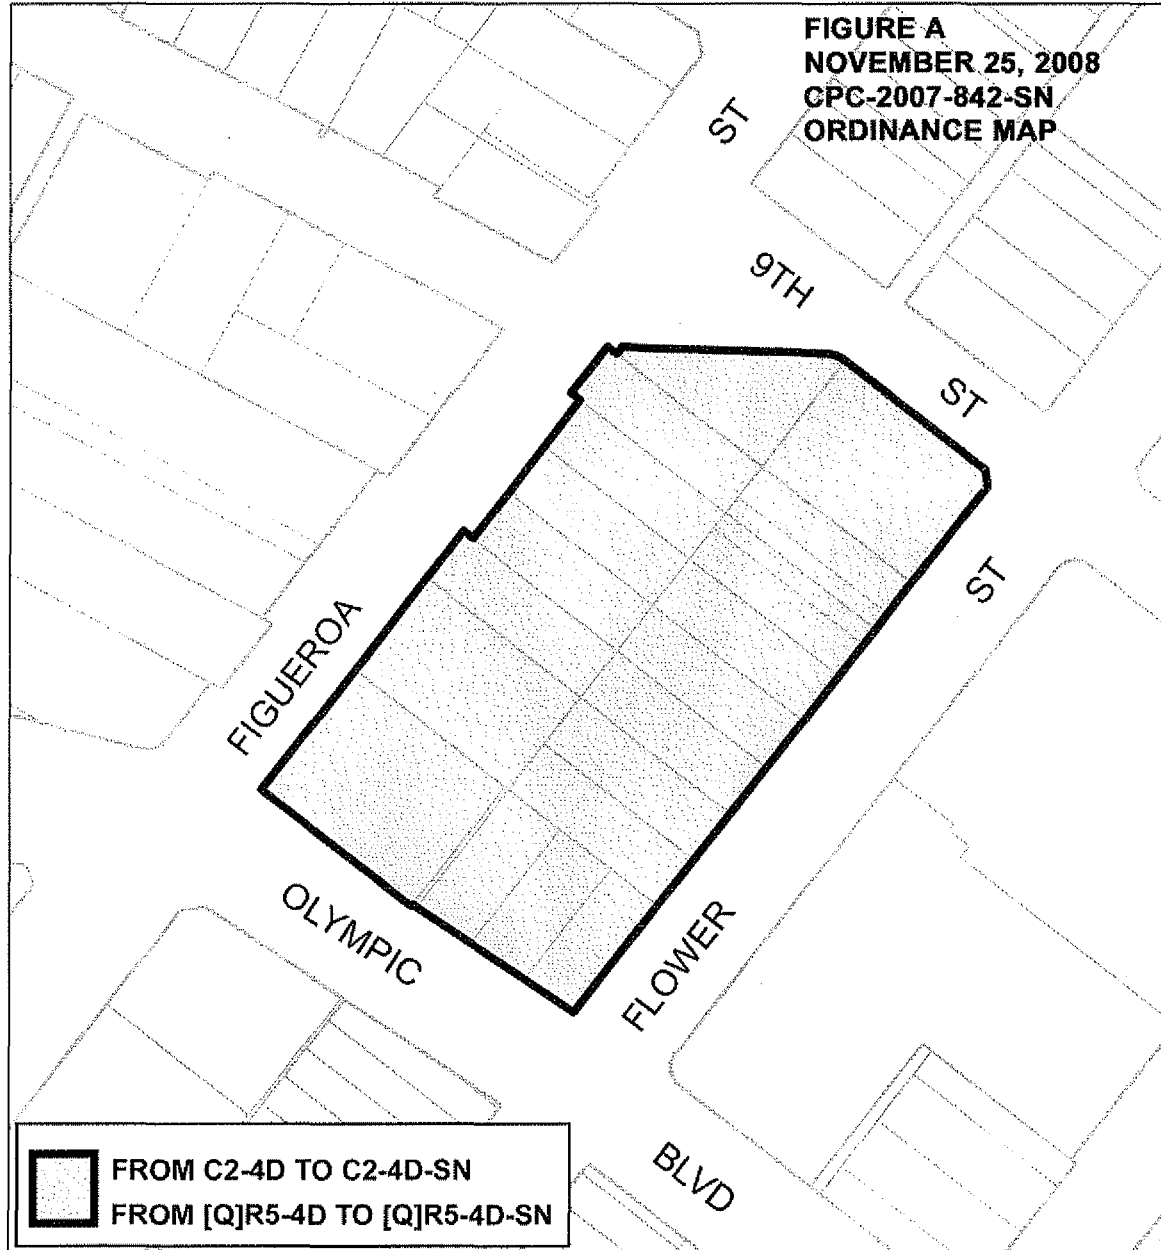 FIGURE A
NOVEMBER 25, 2008
CPC-2007-842-SN
ORDINANCE MAP
ST
9TH
ST
ST
FIGUEROA
OLYMPIC
FLOWER
BLVD
FROM C2-4D TO C2-4D-SN
FROM [Q]R5-4D TO [Q]R5-4D-SN